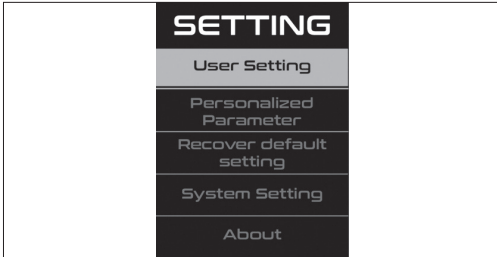 SETTING
User Setting
Personalized
Parameter
Recover default
setting
System Setting
About